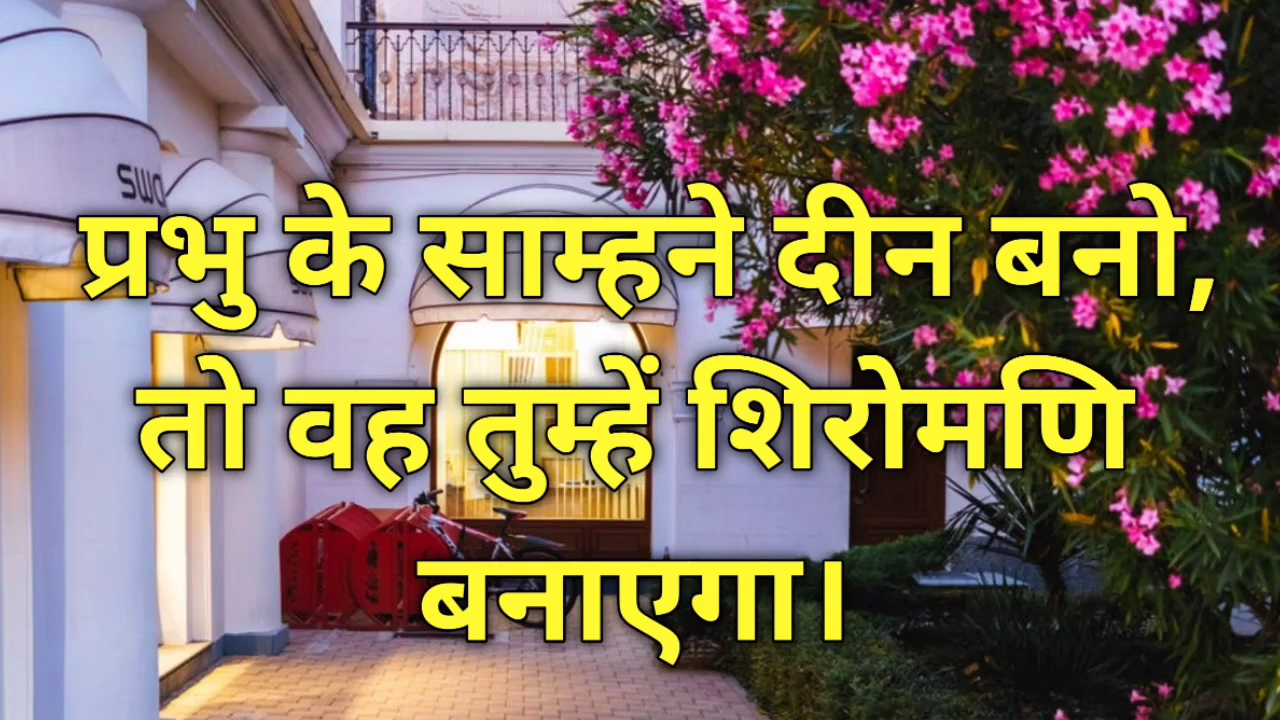 प्रभु के साम्हने दीन बनो,
तो वह तुम्हें शिरोमणि
बनाएगा।